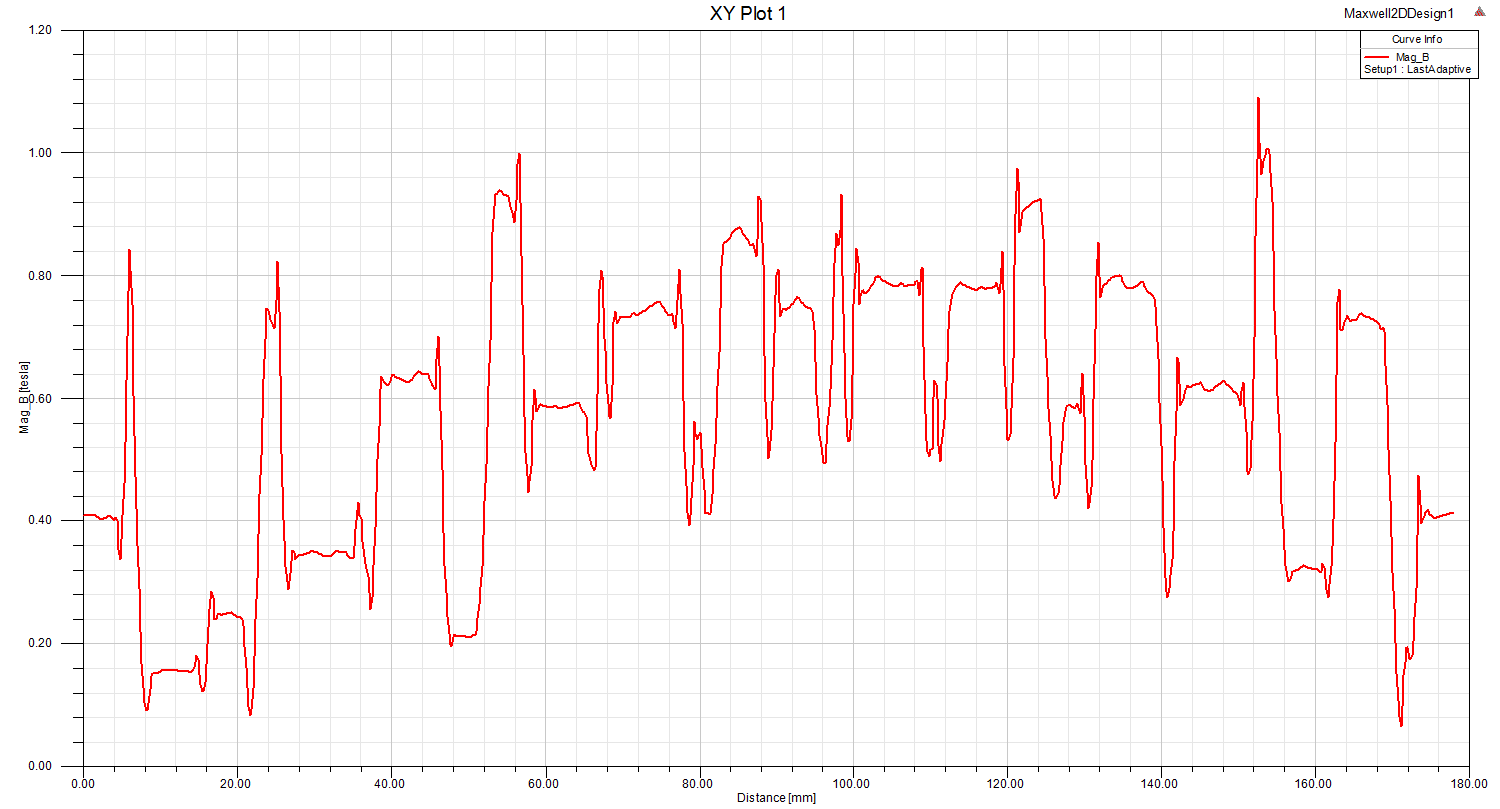 XY Plot 1
Maxwell2DDesign1
Curve Info
Mag_B
Setup1 : LastAdaptive
1.20
1.00
0.80
0.60
0.40
0.20
0.00
Mag_B [tesla]
0.00 20.00 40.00 60.00 80.00 100.00 120.00 140.00 160.00 180.00
Distance [mm]